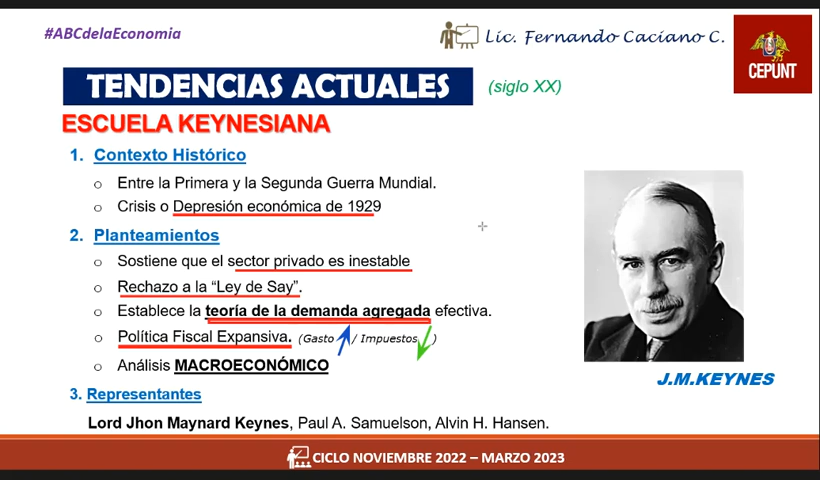 #ABCdelaEconomia
Lic. Fernando Caciano C.
CEPUNT
TENDENCIAS ACTUALES
(siglo XX)
ESCUELA KEYNESIANA
1. Contexto Histórico
o Entre la Primera y la Segunda Guerra Mundial.
o Crisis o Depresión económica de 1929
2. Planteamientos
o Sostiene que el sector privado es inestable
o Rechazo a la “Ley de Say”.
o Establece la teoría de la demanda agregada efectiva.
o Política Fiscal Expansiva. (Gasto / Impuestos )
o Análisis MACROECONÓMICO
J.M.KEYNES
3. Representantes
Lord Jhon Maynard Keynes, Paul A. Samuelson, Alvin H. Hansen.
CICLO NOVIEMBRE 2022 – MARZO 2023